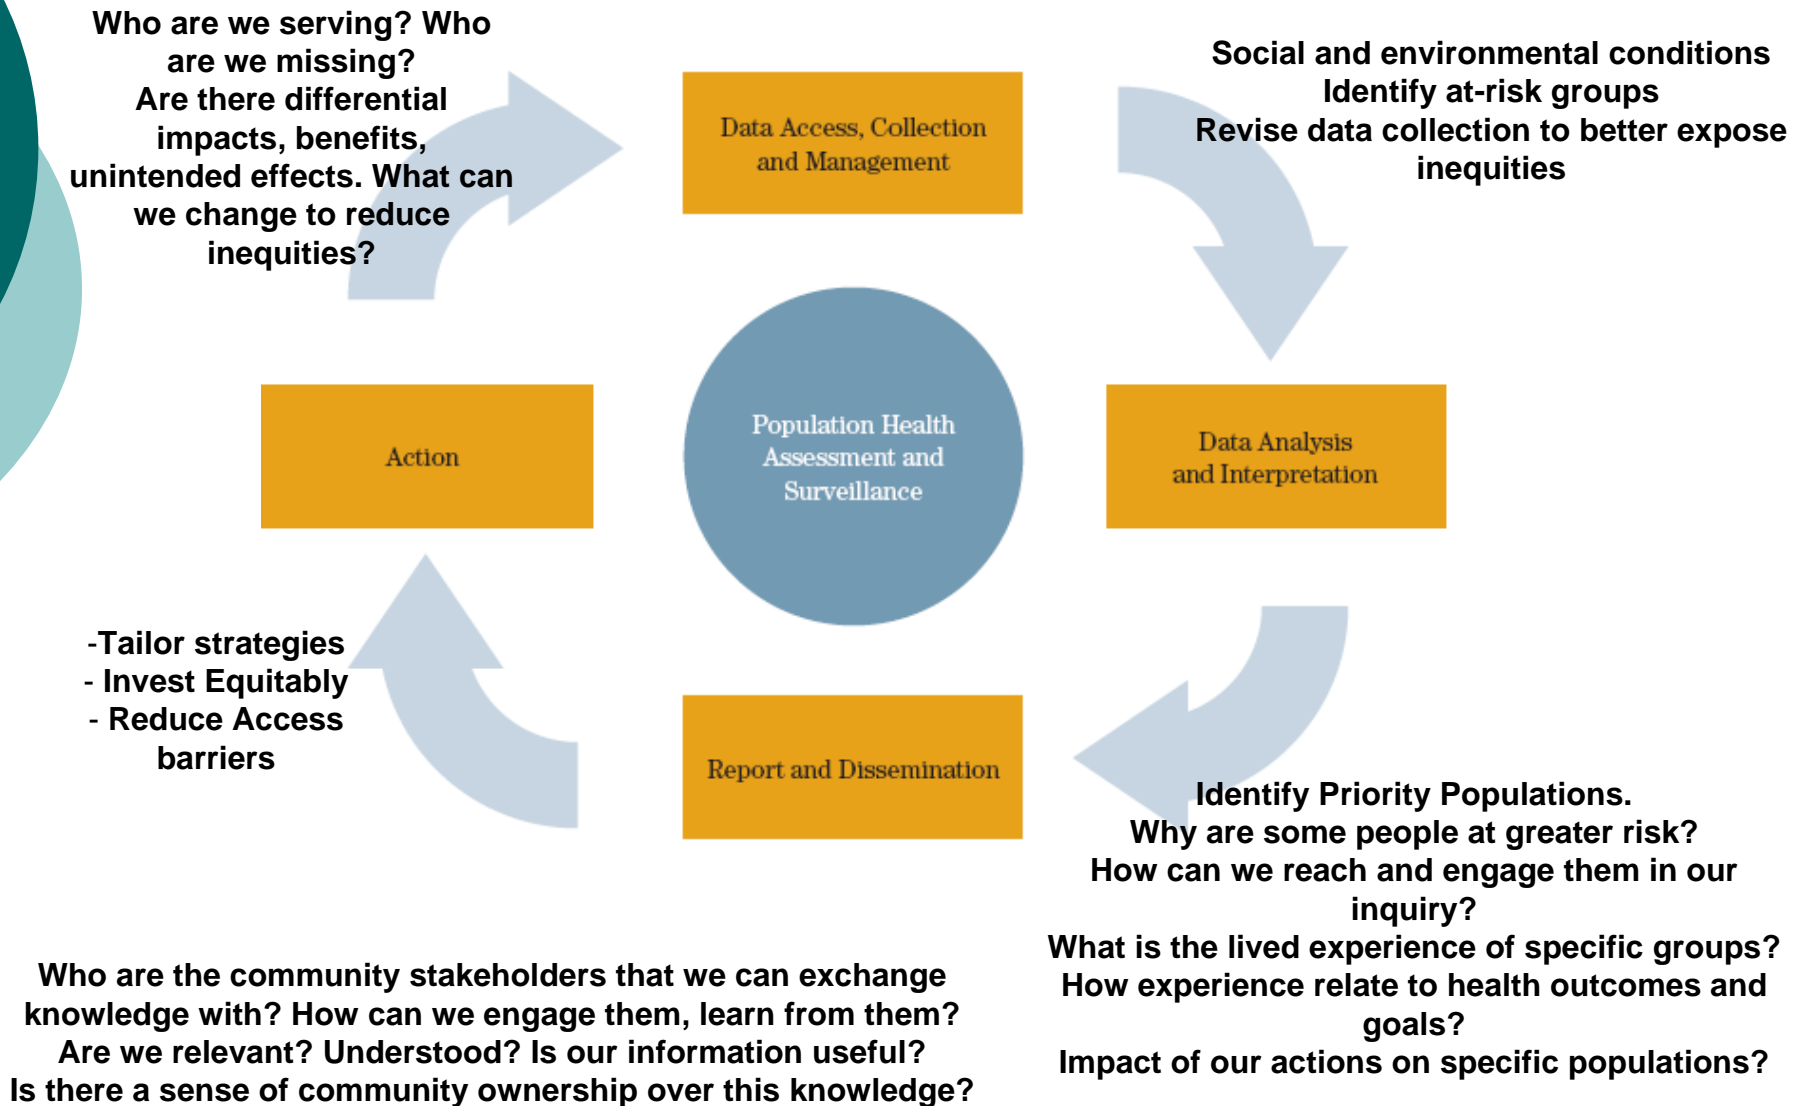 Who are we serving? Who
are we missing?
Are there differential
impacts, benefits,
unintended effects. What can
we change to reduce
inequities?
Data Access, Collection
and Management
Social and environmental conditions
Identify at-risk groups
Revise data collection to better expose
inequities
Action
Population Health
Assessment and
Surveillance
Data Analysis
and Interpretation
-Tailor strategies
- Invest Equitably
- Reduce Access
barriers
Report and Dissemination
Identify Priority Populations.
Why are some people at greater risk?
How can we reach and engage them in our
inquiry?
What is the lived experience of specific groups?
How experience relate to health outcomes and
goals?
Impact of our actions on specific populations?
Who are the community stakeholders that we can exchange
knowledge with? How can we engage them, learn from them?
Are we relevant? Understood? Is our information useful?
Is there a sense of community ownership over this knowledge?